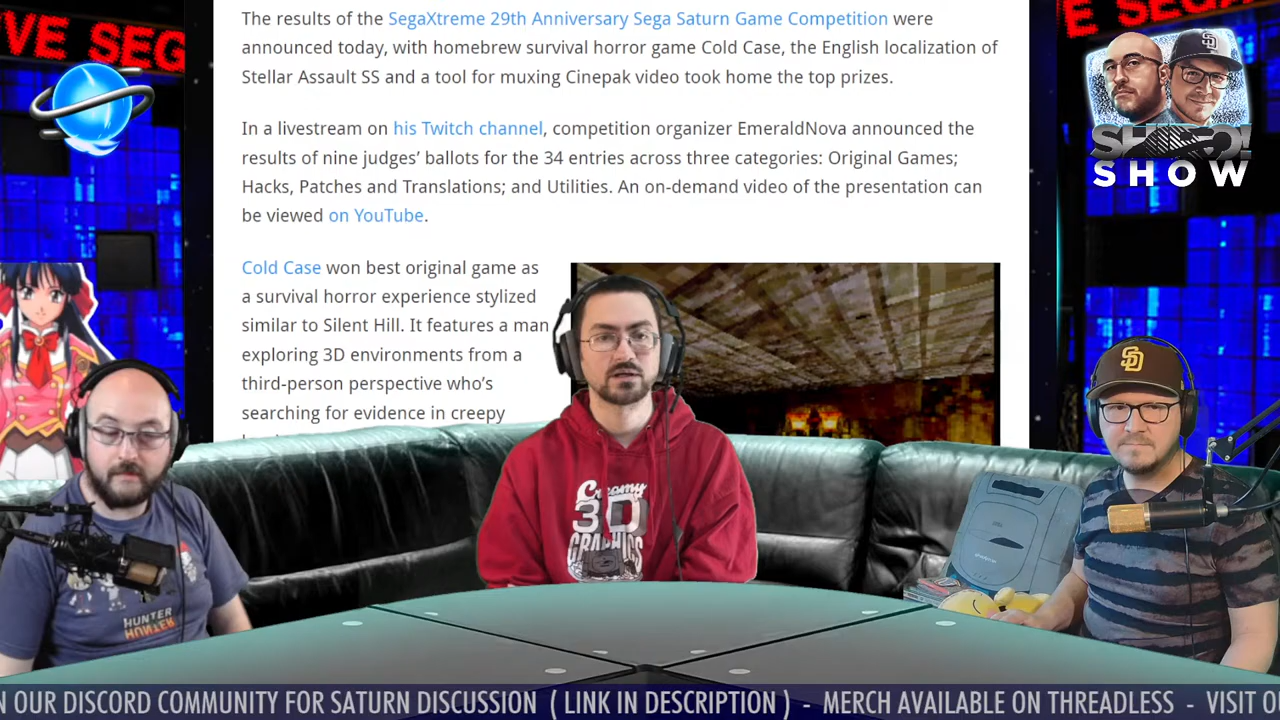 VE SEG
E SEGA
The results of the SegaXtreme 29th Anniversary Sega Saturn Game Competition were
announced today, with homebrew survival horror game Cold Case, the English localization of
Stellar Assault SS and a tool for muxing Cinepak video took home the top prizes.
In a livestream on his Twitch channel, competition organizer EmeraldNova announced the
results of nine judges’ ballots for the 34 entries across three categories: Original Games;
Hacks, Patches and Translations; and Utilities. An on-demand video of the presentation can
be viewed on YouTube.
Cold Case won best original game as
a survival horror experience stylized
similar to Silent Hill. It features a man
exploring 3D environments from a
third-person perspective who’s
searching for evidence in creepy
SHIRO!
SHOW
SD
Creamy
3D
GRAPHICS
HUNTER
HUNTER
N OUR DISCORD COMMUNITY FOR SATURN DISCUSSION ( LINK IN DESCRIPTION ) - MERCH AVAILABLE ON THREADLESS - VISIT OU